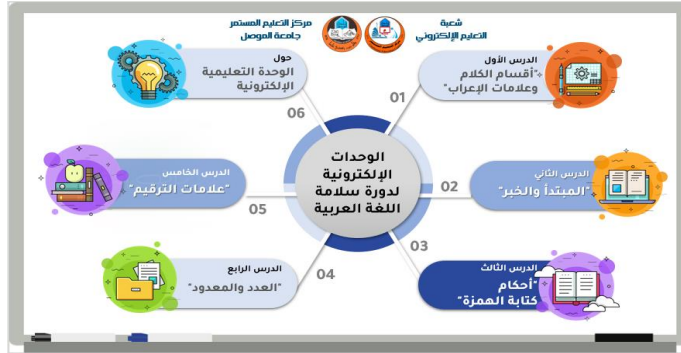 شعبة
التعليم الإلكتروني
مركز التعليم المستمر
جامعة الموصل
الدرس الأول
"أقسام الكلام
وعلامات الإعراب"
01
الدرس الثاني
"المبتدأ والخبر"
02
الدرس الثالث
"أحكام
كتابة الهمزة"
03
الدرس الرابع
"العدد والمعدود"
04
الدرس الخامس
"علامات الترقيم"
05
حول
الوحدة التعليمية
الإلكترونية
06
الوحدات
الإلكترونية
لدورة سلامة
اللغة العربية